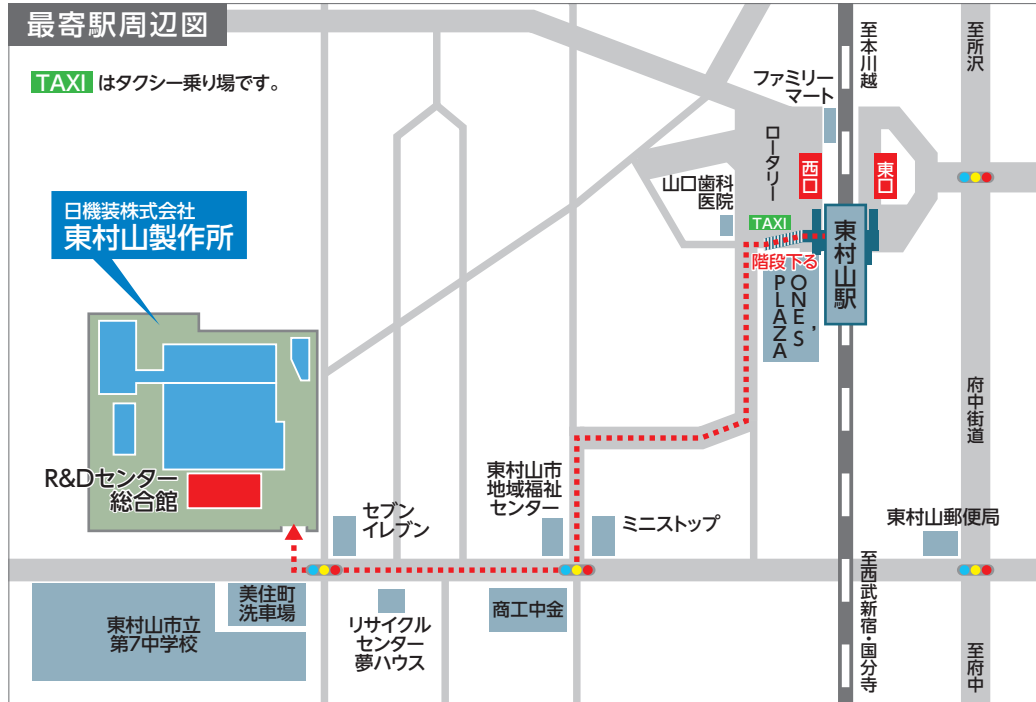 最寄駅周辺図
TAXI はタクシー乗り場です。
日機装株式会社
東村山製作所
R&Dセンター
総合館
至本川越
至所沢
ファミリー
マート
ロータリー
西口
東口
山口歯科
医院
TAXI
階段下る
ONE'S
PLAZA
東村山駅
府中街道
東村山市
地域福祉
センター
セブン
イレブン
ミニストップ
東村山郵便局
美住町
洗車場
東村山市立
第7中学校
リサイクル
センター
夢ハウス
商工中金
至西武新宿・国分寺
至府中